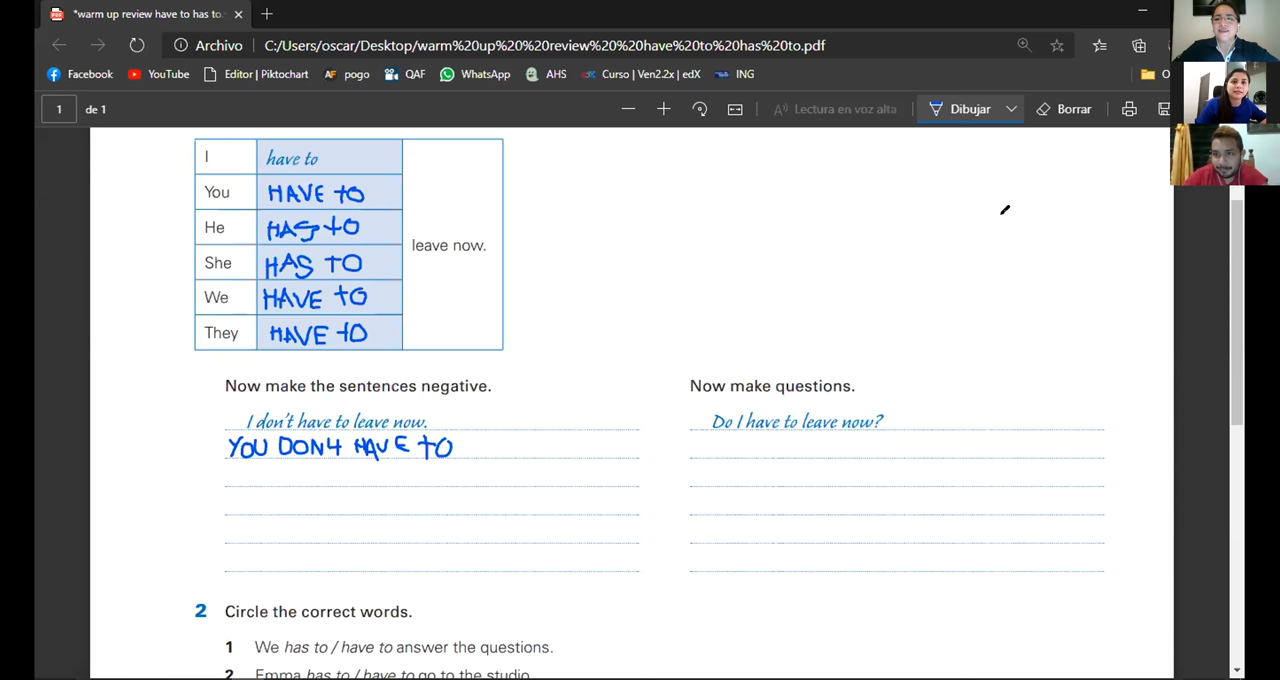 *warm up review have to has to.
Archivo C:/Users/oscar/Desktop/warm%20up%20%20review%20%20have%20to%20has%20to.pdf
Facebook YouTube Editor | Piktochart pogo QAF WhatsApp AHS Curso | Ven2.2x | edX ING O
1 de 1 Lectura en voz alta Dibujar Borrar
I have to
You HAVE TO
He HAS TO
leave now.
She HAS TO
We HAVE TO
They HAVE TO
Now make the sentences negative.
I don't have to leave now.
YOU DON4 HAVE TO
Now make questions.
Do I have to leave now?
2 Circle the correct words.
1 We has to / have to answer the questions.
2 Emma has to / have to go to the studio